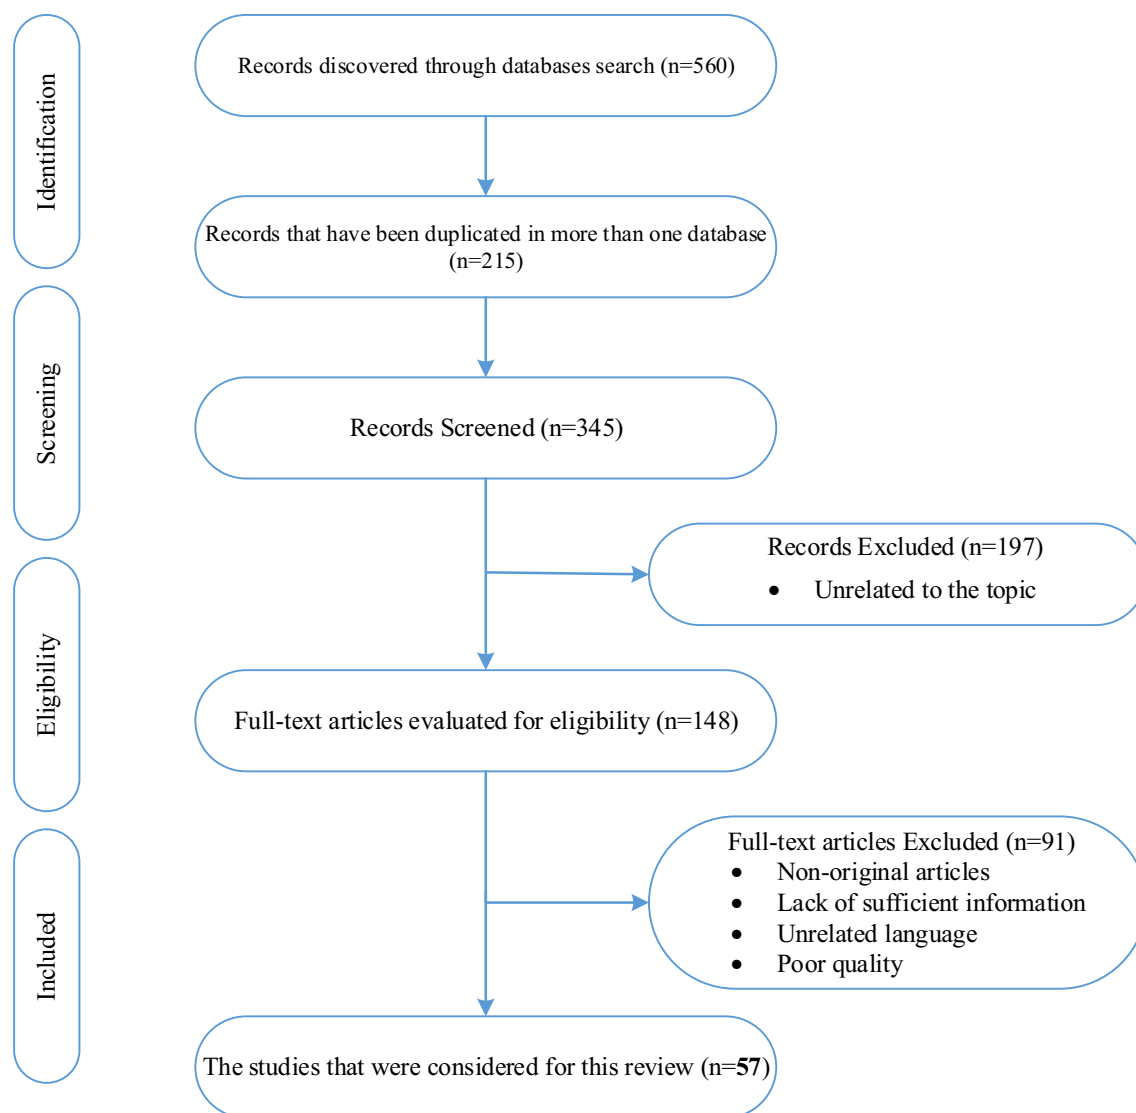 Identification
Records discovered through databases search (n=560)
Records that have been duplicated in more than one database
(n=215)
Screening
Records Screened (n=345)
Records Excluded (n=197)
• Unrelated to the topic
Eligibility
Full-text articles evaluated for eligibility (n=148)
Full-text articles Excluded (n=91)
• Non-original articles
• Lack of sufficient information
• Unrelated language
• Poor quality
Included
The studies that were considered for this review (n=57)